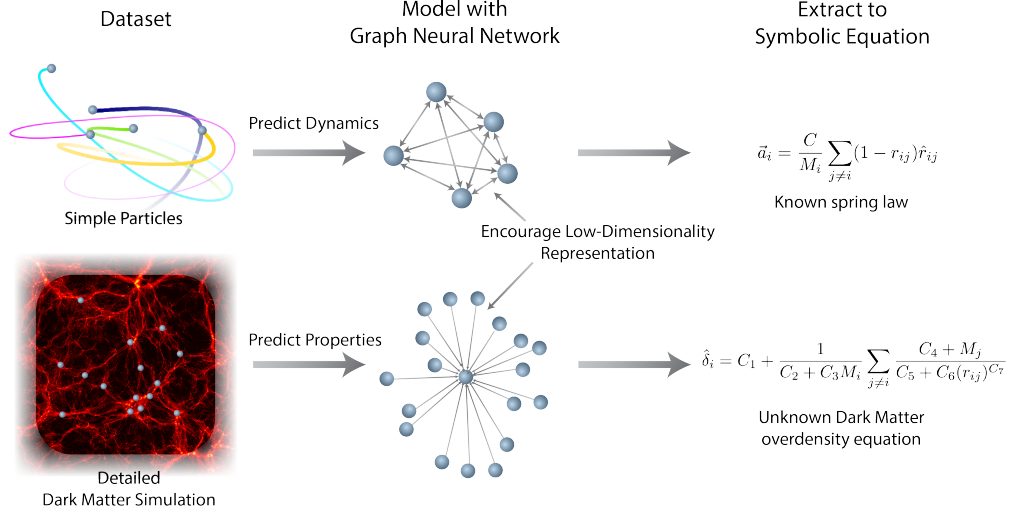 Dataset
Model with
Graph Neural Network
Extract to
Symbolic Equation
Predict Dynamics
Simple Particles
$\vec{a}_i = \frac{C}{M_i} \sum_{j \neq i} (1 - r_{ij}) \hat{r}_{ij}$
Known spring law
Encourage Low-Dimensionality
Representation
Predict Properties
$\hat{\delta}_i = C_1 + \frac{1}{C_2 + C_3 M_i} \sum_{j \neq i} \frac{C_4 + M_j}{C_5 + C_6 (r_{ij})^{C_7}}$
Unknown Dark Matter
overdensity equation
Detailed
Dark Matter Simulation